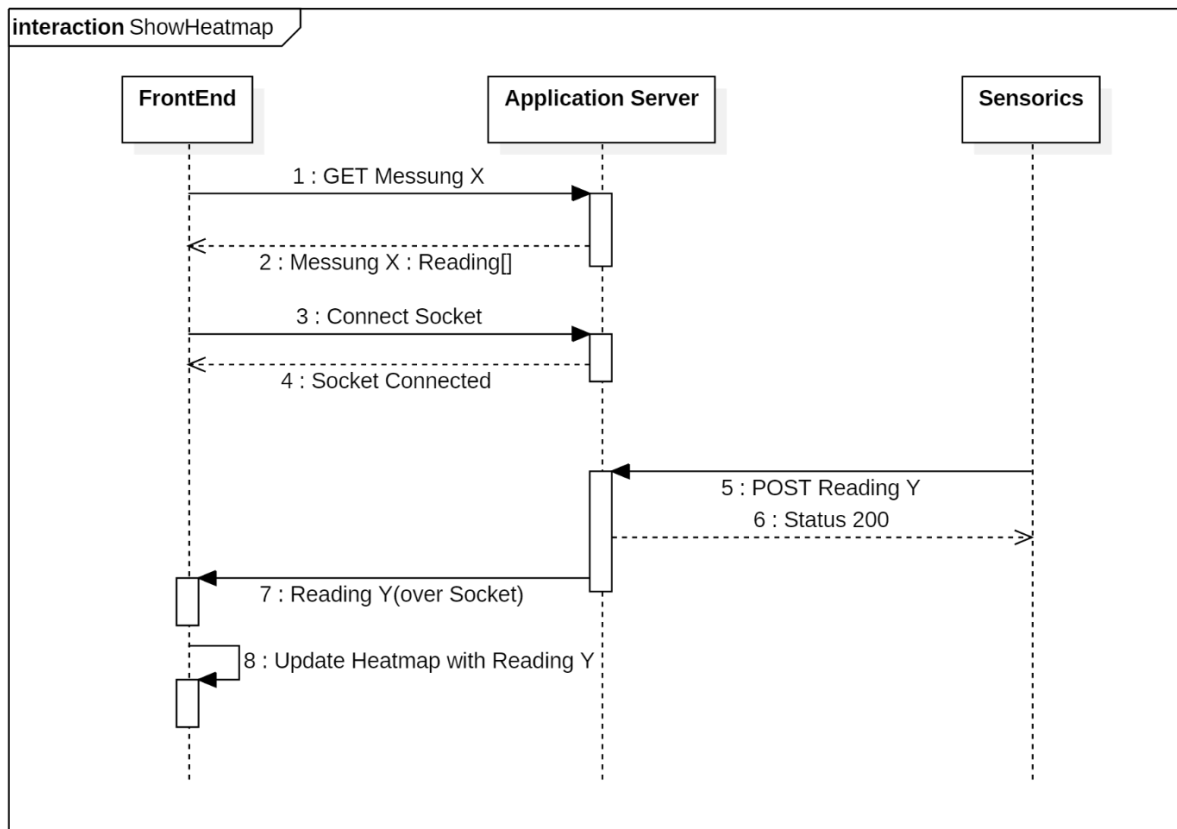 interaction ShowHeatmap
FrontEnd
Application Server
Sensorics
1 : GET Messung X
2 : Messung X : Reading[]
3 : Connect Socket
4 : Socket Connected
5 : POST Reading Y
6 : Status 200
7 : Reading Y(over Socket)
8 : Update Heatmap with Reading Y